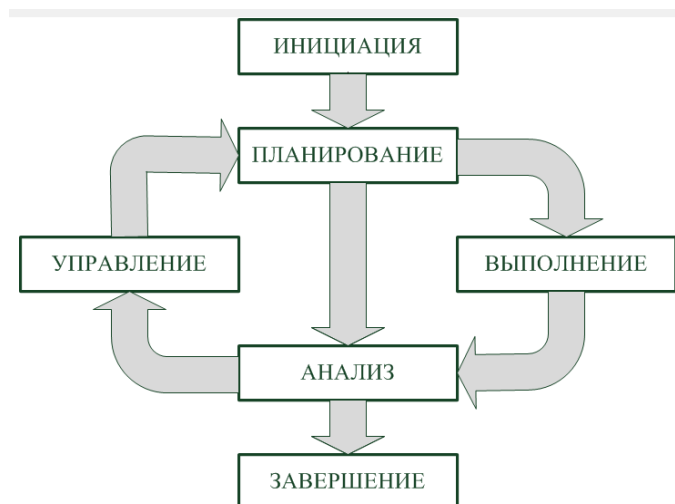 ИНИЦИАЦИЯ
ПЛАНИРОВАНИЕ
УПРАВЛЕНИЕ
ВЫПОЛНЕНИЕ
АНАЛИЗ
ЗАВЕРШЕНИЕ